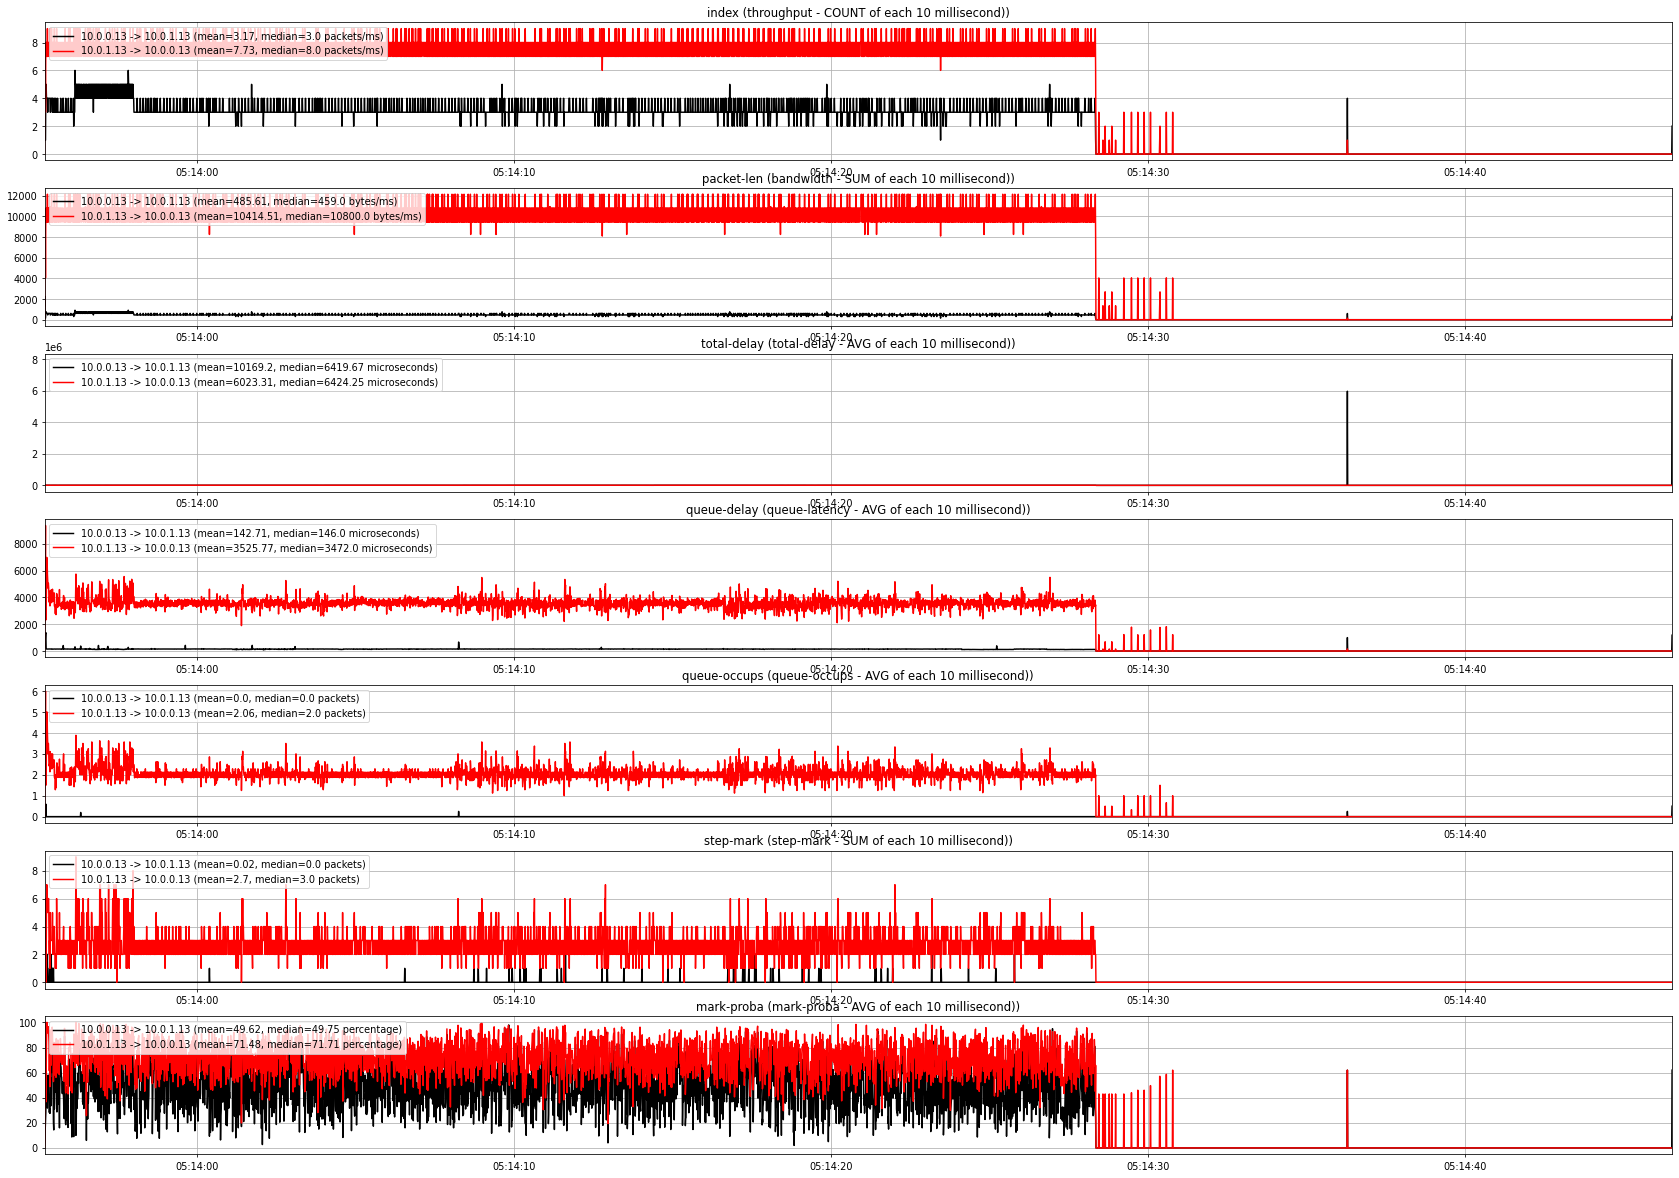 index (throughput - COUNT of each 10 millisecond))
10.0.0.13 -> 10.0.1.13 (mean=3.17, median=3.0 packets/ms)
10.0.1.13 -> 10.0.0.13 (mean=7.73, median=8.0 packets/ms)
8
6
4
2
0
05:14:00 05:14:10 05:14:20 05:14:30 05:14:40
packet-len (bandwidth - SUM of each 10 millisecond))
10.0.0.13 -> 10.0.1.13 (mean=485.61, median=459.0 bytes/ms)
10.0.1.13 -> 10.0.0.13 (mean=10414.51, median=10800.0 bytes/ms)
12000
10000
8000
6000
4000
2000
0
05:14:00 05:14:10 05:14:20 05:14:30 05:14:40
total-delay (total-delay - AVG of each 10 millisecond))
1e6
10.0.0.13 -> 10.0.1.13 (mean=10169.2, median=6419.67 microseconds)
10.0.1.13 -> 10.0.0.13 (mean=6023.31, median=6424.25 microseconds)
8
6
4
2
0
05:14:00 05:14:10 05:14:20 05:14:30 05:14:40
queue-delay (queue-latency - AVG of each 10 millisecond))
10.0.0.13 -> 10.0.1.13 (mean=142.71, median=146.0 microseconds)
10.0.1.13 -> 10.0.0.13 (mean=3525.77, median=3472.0 microseconds)
8000
6000
4000
2000
0
05:14:00 05:14:10 05:14:20 05:14:30 05:14:40
queue-occups (queue-occups - AVG of each 10 millisecond))
10.0.0.13 -> 10.0.1.13 (mean=0.0, median=0.0 packets)
10.0.1.13 -> 10.0.0.13 (mean=2.06, median=2.0 packets)
6
5
4
3
2
1
0
05:14:00 05:14:10 05:14:20 05:14:30 05:14:40
step-mark (step-mark - SUM of each 10 millisecond))
10.0.0.13 -> 10.0.1.13 (mean=0.02, median=0.0 packets)
10.0.1.13 -> 10.0.0.13 (mean=2.7, median=3.0 packets)
8
6
4
2
0
05:14:00 05:14:10 05:14:20 05:14:30 05:14:40
mark-proba (mark-proba - AVG of each 10 millisecond))
10.0.0.13 -> 10.0.1.13 (mean=49.62, median=49.75 percentage)
10.0.1.13 -> 10.0.0.13 (mean=71.48, median=71.71 percentage)
100
80
60
40
20
0
05:14:00 05:14:10 05:14:20 05:14:30 05:14:40